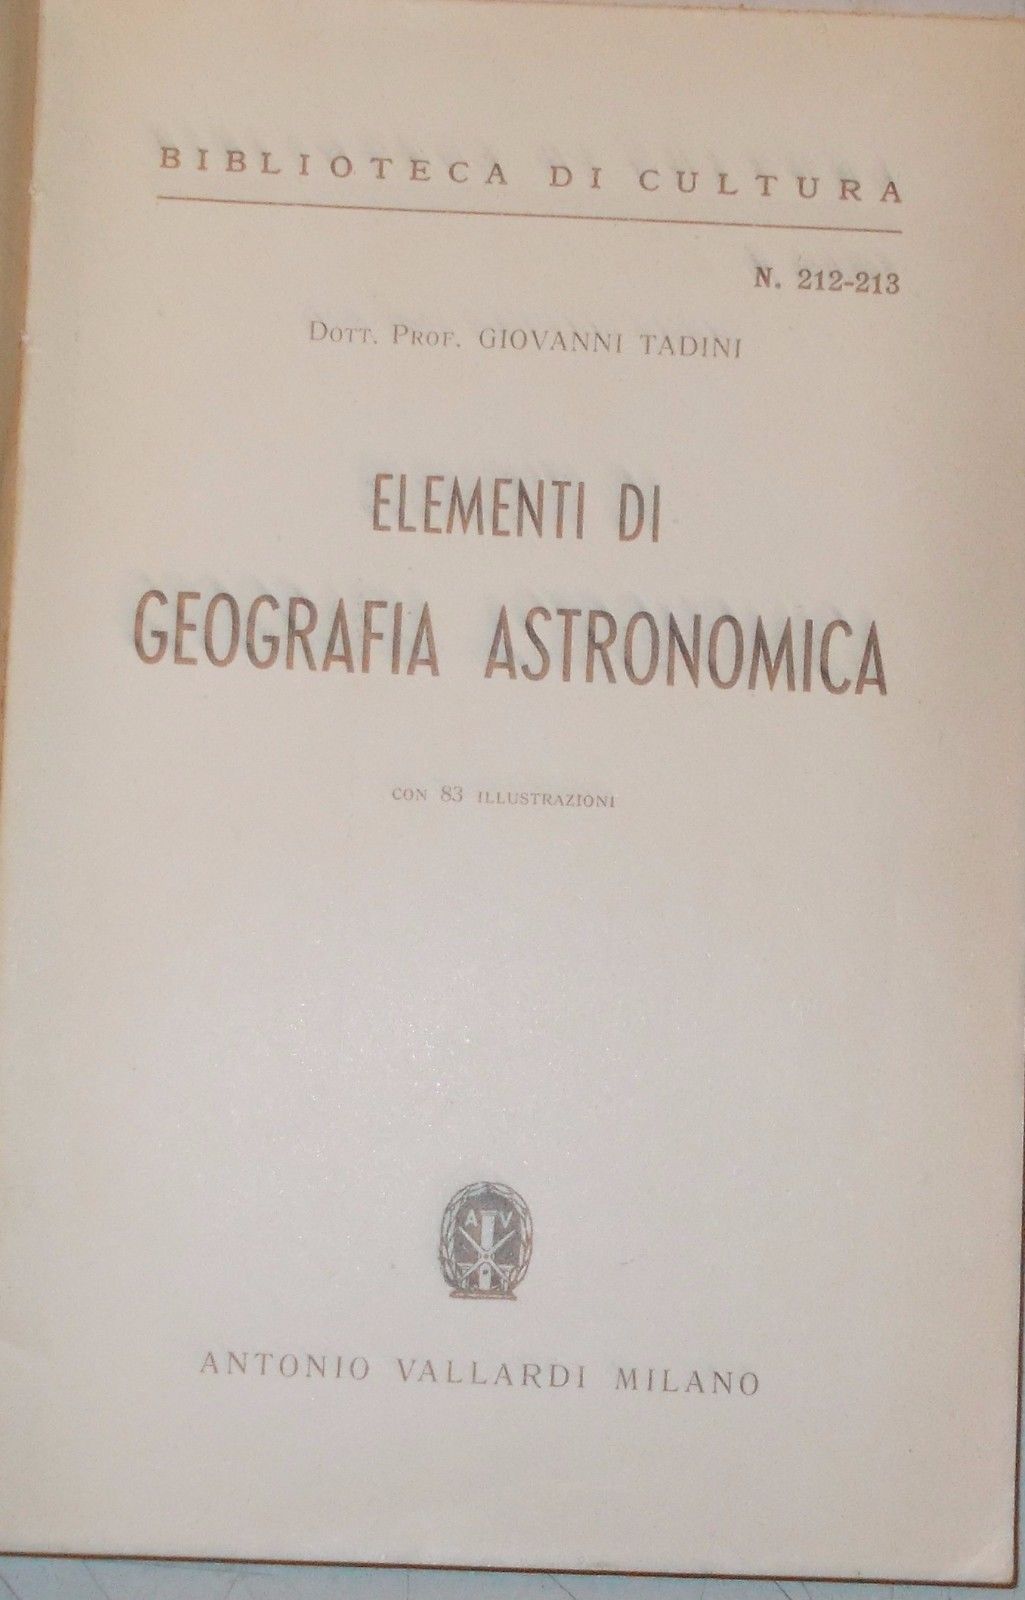 BIBLIOTECA DI CULTURA
N. 212-213
Dott. Prof. GIOVANNI TADINI
ELEMENTI DI
GEOGRAFIA ASTRONOMICA
CON 83 ILLUSTRAZIONI
A V
ANTONIO VALLARDI MILANO